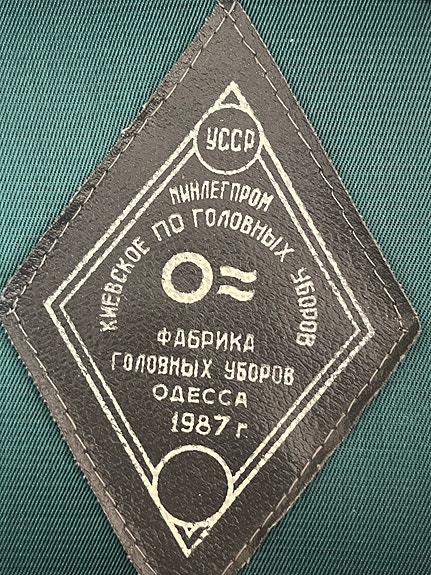 УССР
МИНЛЕГПРОМ
КИЕВСКОЕ ПО ГОЛОВНЫХ УБОРОВ
О≈
ФАБРИКА
ГОЛОВНЫХ УБОРОВ
ОДЕССА
1987 г.